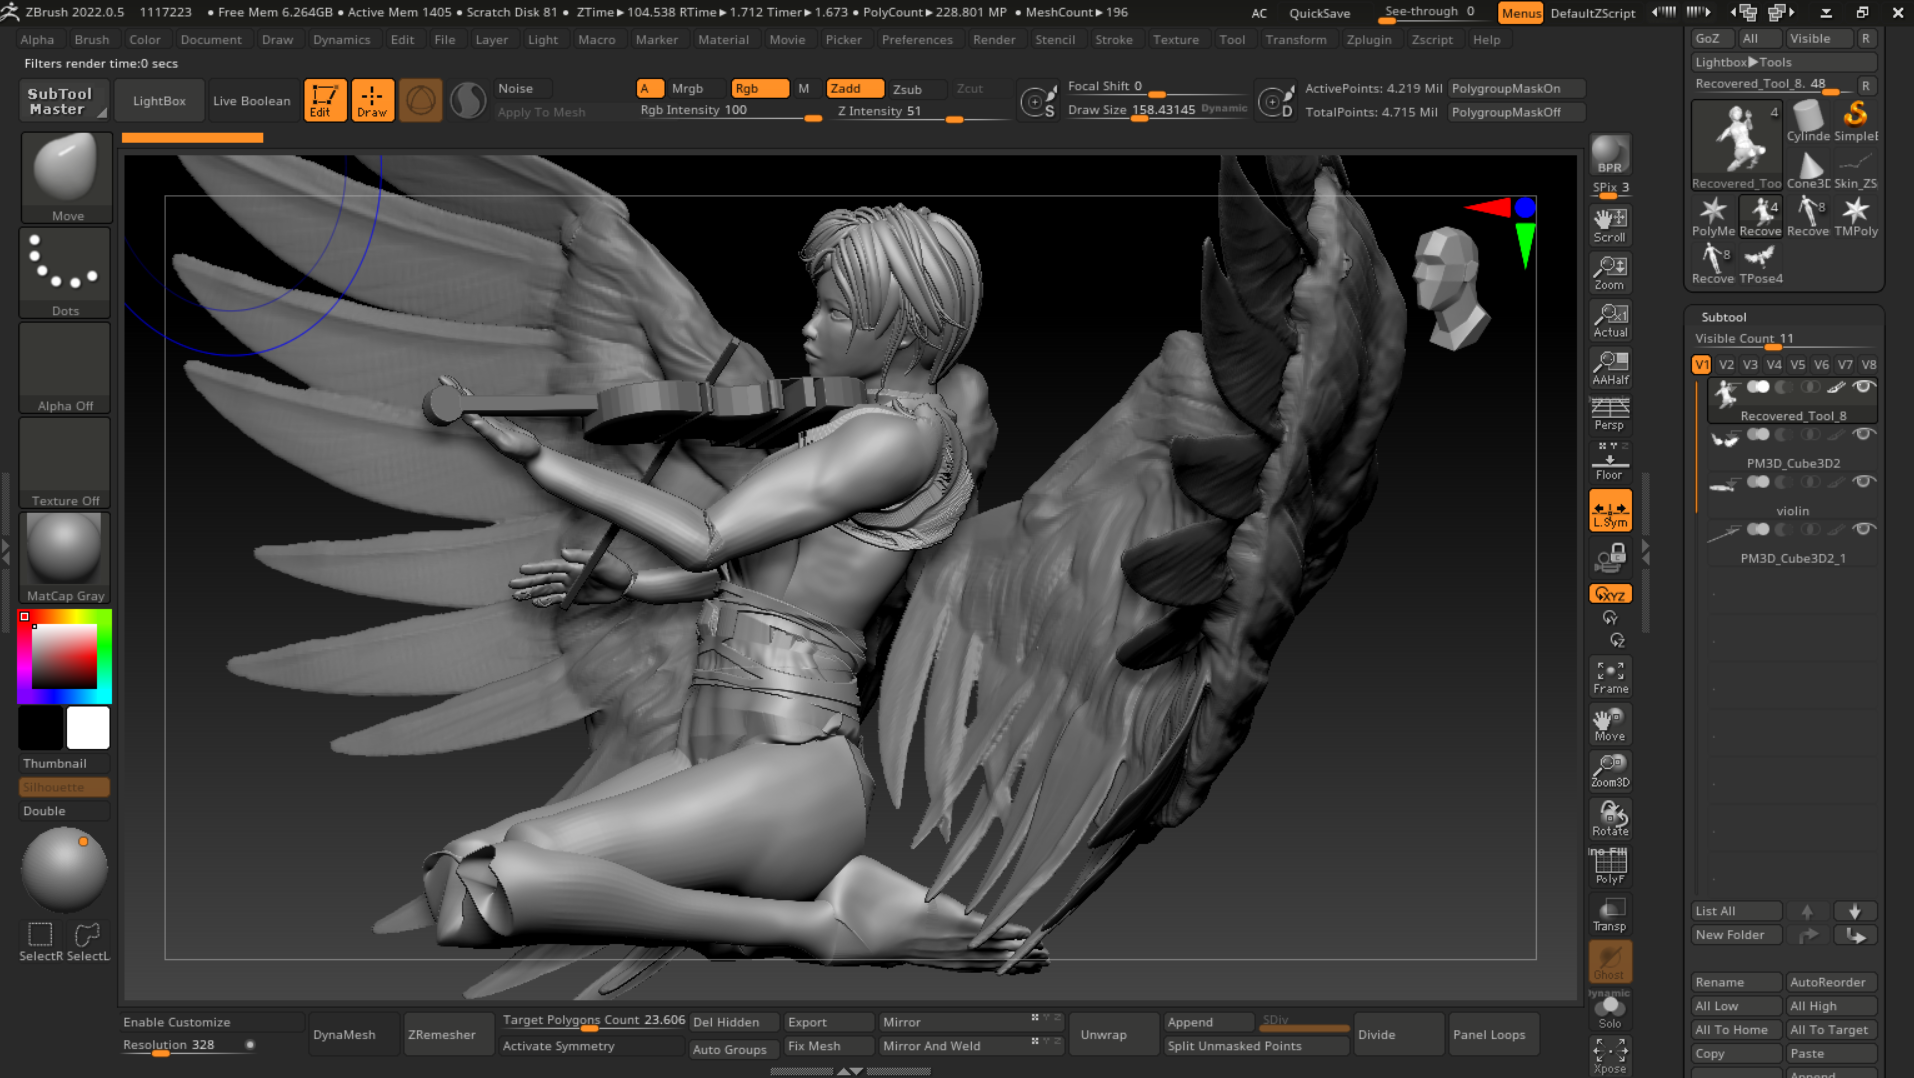 ZBrush 2022.0.5 1117223 • Free Mem 6.264GB • Active Mem 1405 • Scratch Disk 81 • ZTime▶104.538 RTime▶1.712 Timer▶1.673 • PolyCount▶228.801 MP • MeshCount▶196 AC QuickSave See-through 0 Menus DefaultZScript
Alpha Brush Color Document Draw Dynamics Edit File Layer Light Macro Marker Material Movie Picker Preferences Render Stencil Stroke Texture Tool Transform Zplugin Zscript Help
Filters render time:0 secs
SubTool Master
LightBox
Live Boolean
Edit
Draw
Noise
Apply To Mesh
A Mrgb Rgb M Zadd Zsub Zcut
Rgb Intensity 100 Z Intensity 51
S
Focal Shift 0
Draw Size 158.43145 Dynamic
D
ActivePoints: 4.219 Mil PolygroupMaskOn
TotalPoints: 4.715 Mil PolygroupMaskOff
Move
Dots
Alpha Off
Texture Off
MatCap Gray
Thumbnail
Silhouette
Double
SelectR SelectL
BPR
SPix 3
Scroll
Zoom
Actual
AAHalf
Persp
Floor
L.Sym
XYZ
Y
Z
Frame
Move
Zoom3D
Rotate
PolyF
Transp
Ghost
Dynamic
Solo
Xpose
GoZ All Visible R
Lightbox▶Tools
Recovered_Tool_8. 48 R
4
Recovered_Too
Cylinde SimpleE
Cone3D Skin_ZS
4 8
PolyMe Recove Recove TMPoly
8
Recove TPose4
Subtool
Visible Count 11
V1 V2 V3 V4 V5 V6 V7 V8
Recovered_Tool_8
PM3D_Cube3D2
violin
PM3D_Cube3D2_1
List All
New Folder
Rename AutoReorder
All Low All High
All To Home All To Target
Copy Paste
Append
Enable Customize
Resolution 328
DynaMesh
ZRemesher
Target Polygons Count 23.606
Activate Symmetry
Del Hidden
Auto Groups
Export
Fix Mesh
Mirror
Mirror And Weld
Unwrap
Append SDiv
Split Unmasked Points
Divide
Panel Loops